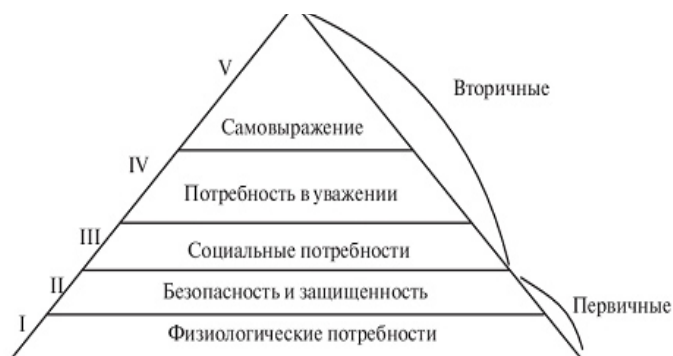 V
Вторичные
Самовыражение
IV
Потребность в уважении
III
Социальные потребности
II
Безопасность и защищенность
Первичные
I
Физиологические потребности